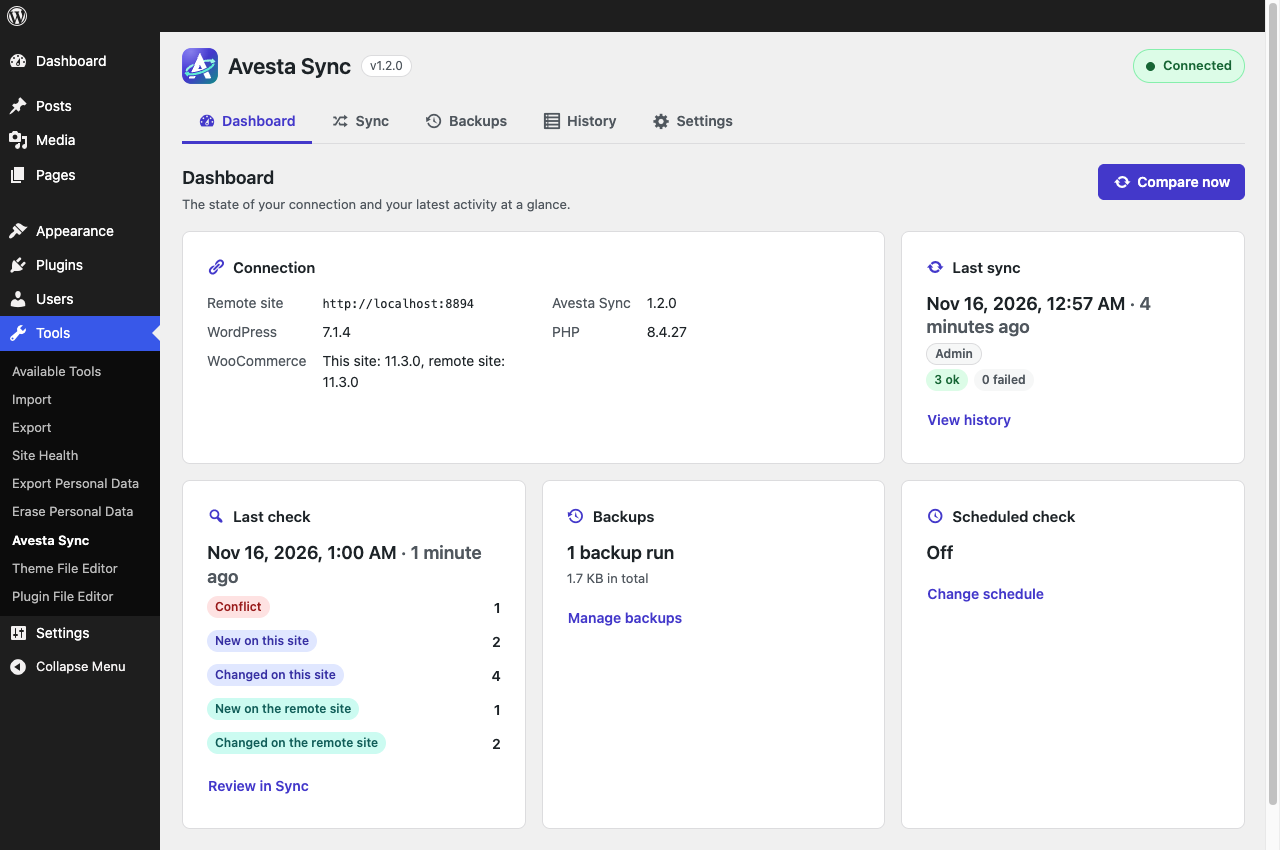 Dashboard
Posts
Media
Pages
Appearance
Plugins
Users
Tools
Available Tools
Import
Export
Site Health
Export Personal Data
Erase Personal Data
Avesta Sync
Theme File Editor
Plugin File Editor
Settings
Collapse Menu
Avesta Sync v1.2.0
Connected
Dashboard Sync Backups History Settings
Dashboard
The state of your connection and your latest activity at a glance.
Compare now
Connection
Remote site http://localhost:8894
Avesta Sync 1.2.0
WordPress 7.1.4
PHP 8.4.27
WooCommerce This site: 11.3.0, remote site:
11.3.0
Last sync
Nov 16, 2026, 12:57 AM · 4
minutes ago
Admin
3 ok 0 failed
View history
Last check
Nov 16, 2026, 1:00 AM · 1 minute
ago
Conflict 1
New on this site 2
Changed on this site 4
New on the remote site 1
Changed on the remote site 2
Review in Sync
Backups
1 backup run
1.7 KB in total
Manage backups
Scheduled check
Off
Change schedule